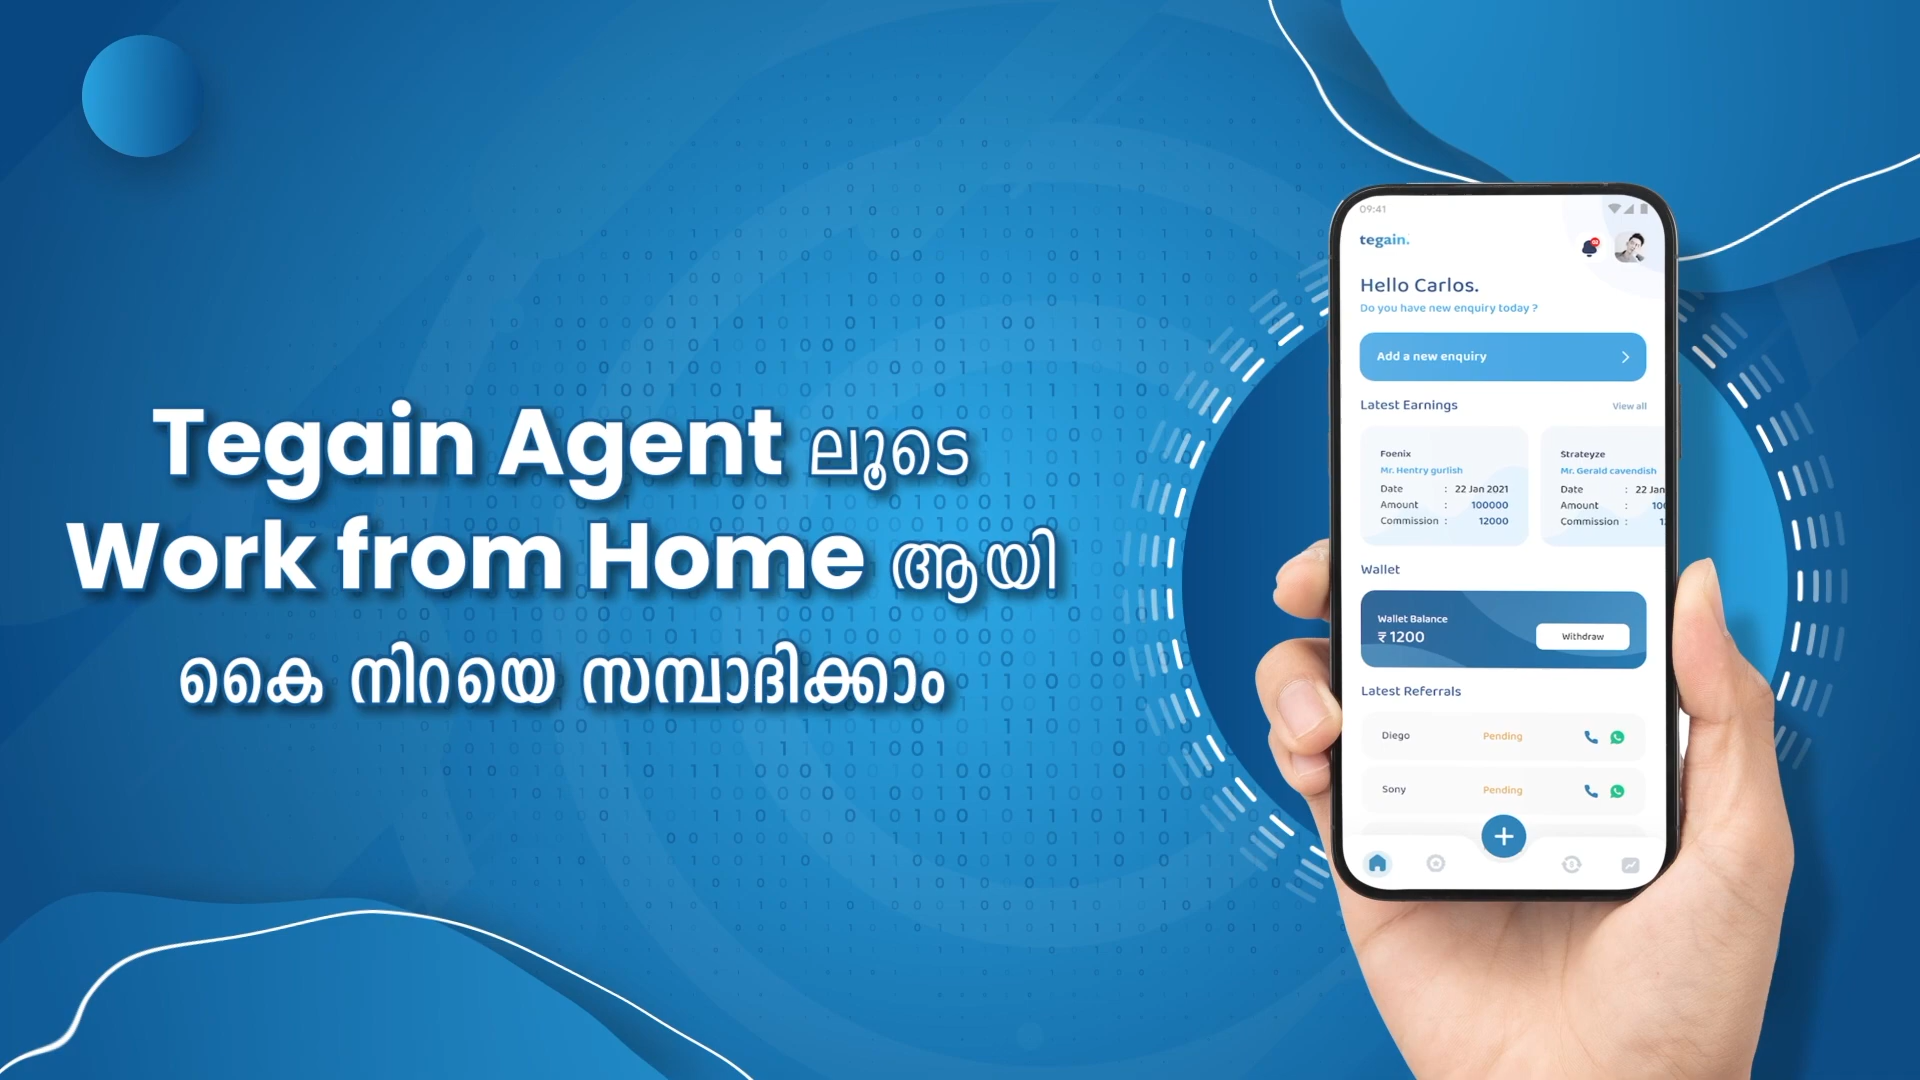 Tegain Agent ലൂടെ
Work from Home ആയി
കൈ നിറയെ സമ്പാദിക്കാം
09:41
tegain.
Hello Carlos.
Do you have new enquiry today ?
Add a new enquiry
Latest Earnings View all
Foenix
Mr. Hentry gurlish
Date : 22 Jan 2021
Amount : 100000
Commission : 12000
Strateyze
Mr. Gerald cavendish
Date : 22 Jan
Amount : 100
Commission : 1
Wallet
Wallet Balance
₹ 1200
Withdraw
Latest Referrals
Diego Pending
Sony Pending